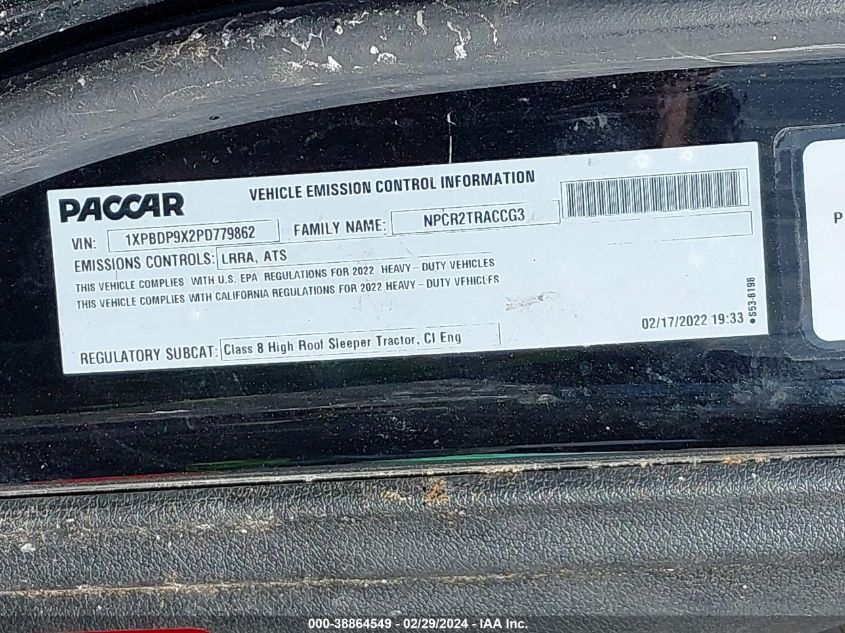 PACCAR VEHICLE EMISSION CONTROL INFORMATION
VIN: 1XPBDP9X2PD779862 FAMILY NAME: NPCR2TRACCG3
EMISSIONS CONTROLS: LRRA, ATS
THIS VEHICLE COMPLIES WITH U.S. EPA REGULATIONS FOR 2022 HEAVY-DUTY VEHICLES
THIS VEHICLE COMPLIES WITH CALIFORNIA REGULATIONS FOR 2022 HEAVY-DUTY VEHICLES
REGULATORY SUBCAT: Class 8 High Roof Sleeper Tractor, CI Eng
02/17/2022 19:33
•S53-8198
P
000-38864549 - 02/29/2024 - IAA Inc.